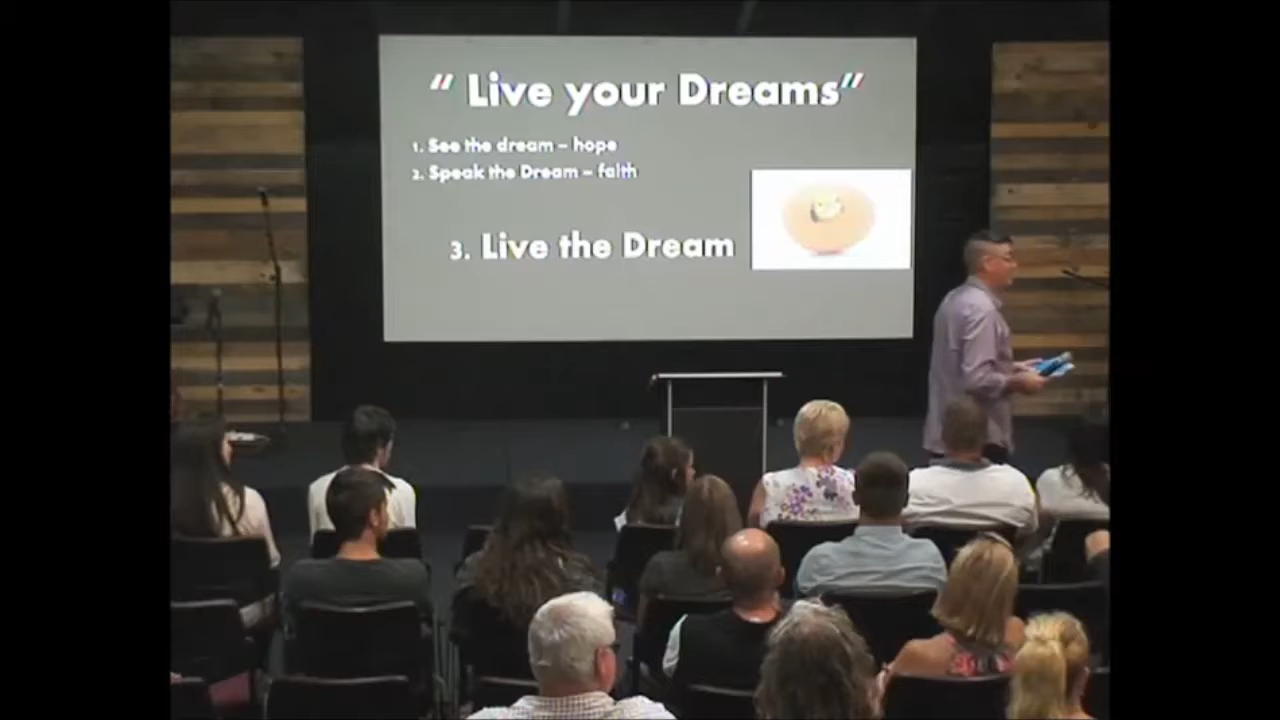 “ Live your Dreams”
1. See the dream – hope
2. Speak the Dream – faith
3. Live the Dream